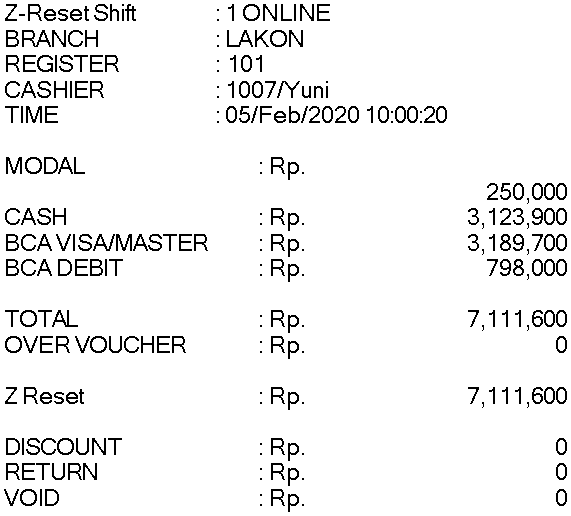 Z-Reset Shift : 1 ONLINE
BRANCH : LAKON
REGISTER : 101
CASHIER : 1007/Yuni
TIME : 05/Feb/2020 10:00:20
MODAL : Rp.
250,000
CASH : Rp. 3,123,900
BCA VISA/MASTER : Rp. 3,189,700
BCA DEBIT : Rp. 798,000
TOTAL : Rp. 7,111,600
OVER VOUCHER : Rp. 0
Z Reset : Rp. 7,111,600
DISCOUNT : Rp. 0
RETURN : Rp. 0
VOID : Rp. 0